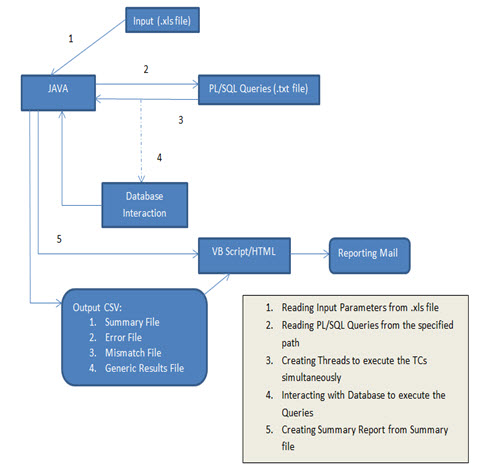 Input (.xls file)
1
2
JAVA
PL/SQL Queries (.txt file)
3
4
Database
Interaction
5
VB Script/HTML
Reporting Mail
Output CSV:
1. Summary File
2. Error File
3. Mismatch File
4. Generic Results File
1. Reading Input Parameters from .xls file
2. Reading PL/SQL Queries from the specified
path
3. Creating Threads to execute the TCs
simultaneously
4. Interacting with Database to execute the
Queries
5. Creating Summary Report from Summary
file